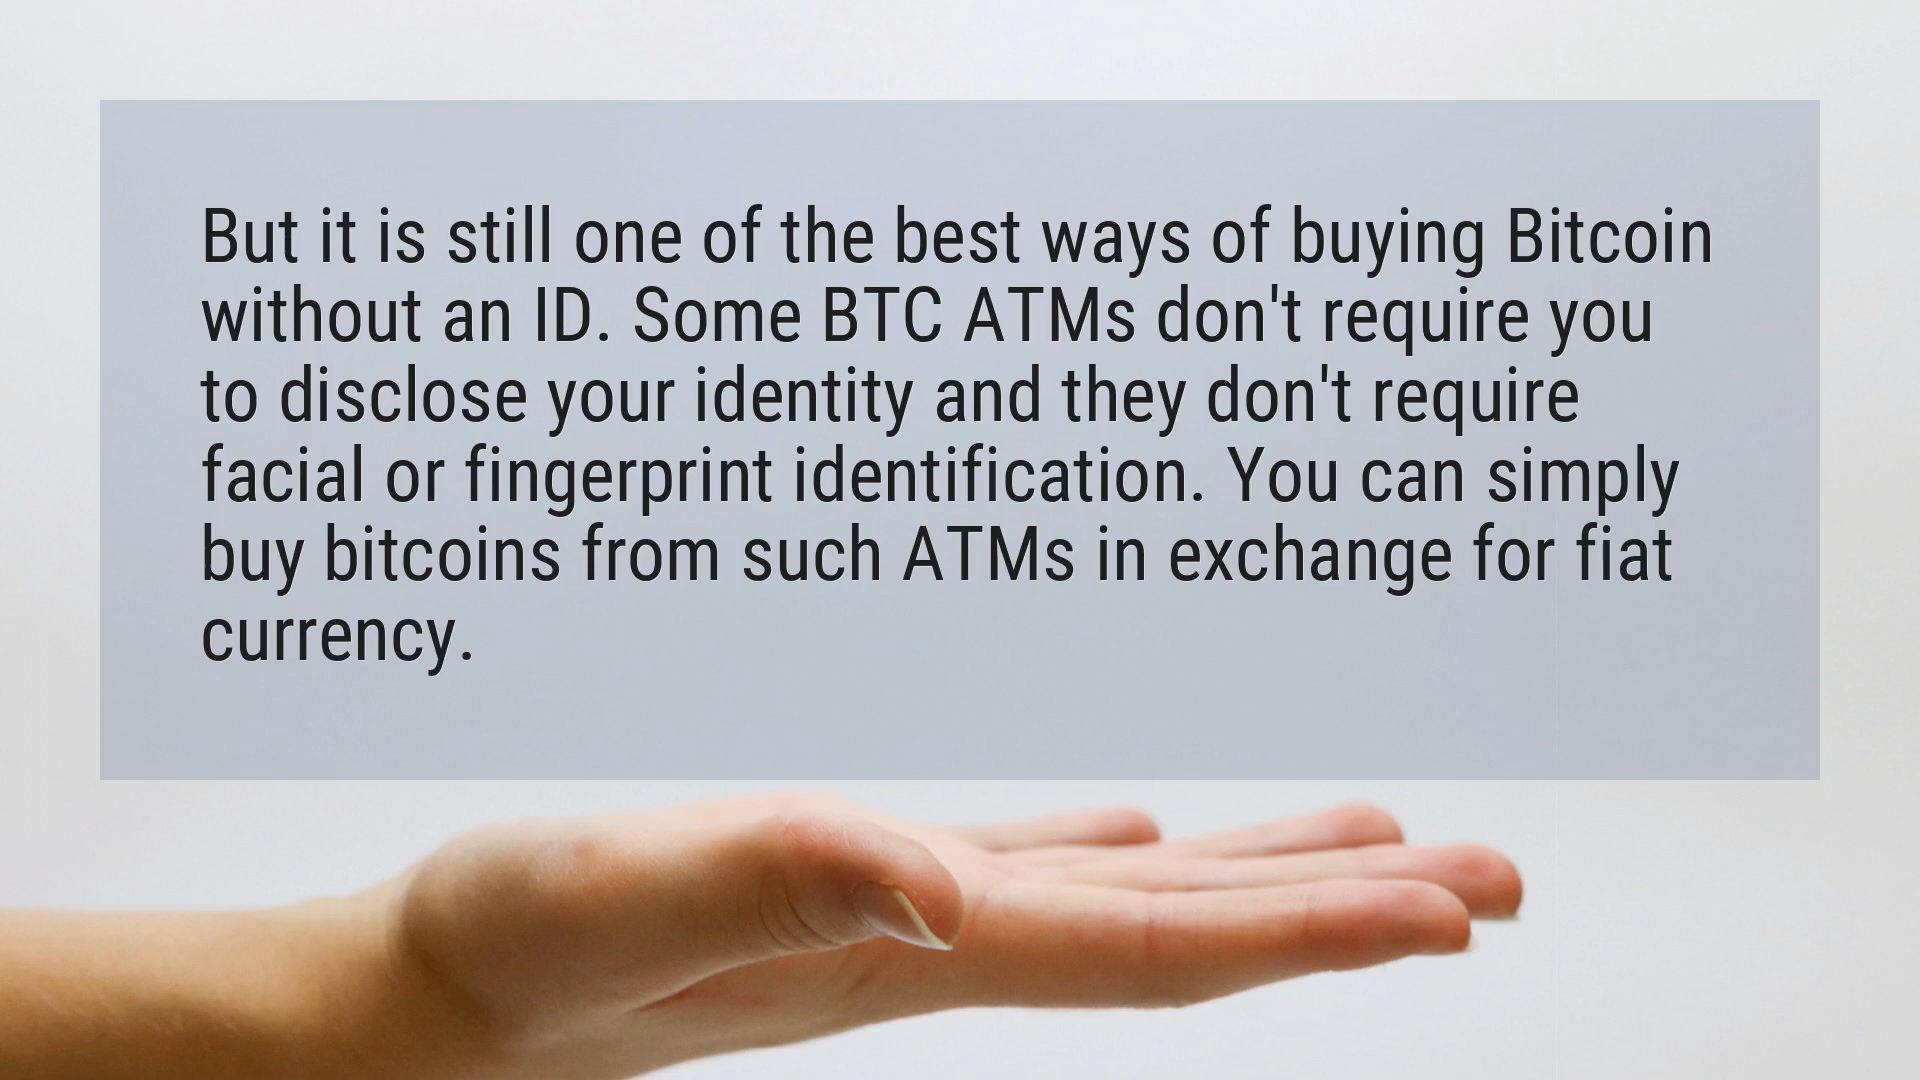 But it is still one of the best ways of buying Bitcoin
without an ID. Some BTC ATMs don't require you
to disclose your identity and they don't require
facial or fingerprint identification. You can simply
buy bitcoins from such ATMs in exchange for fiat
currency.